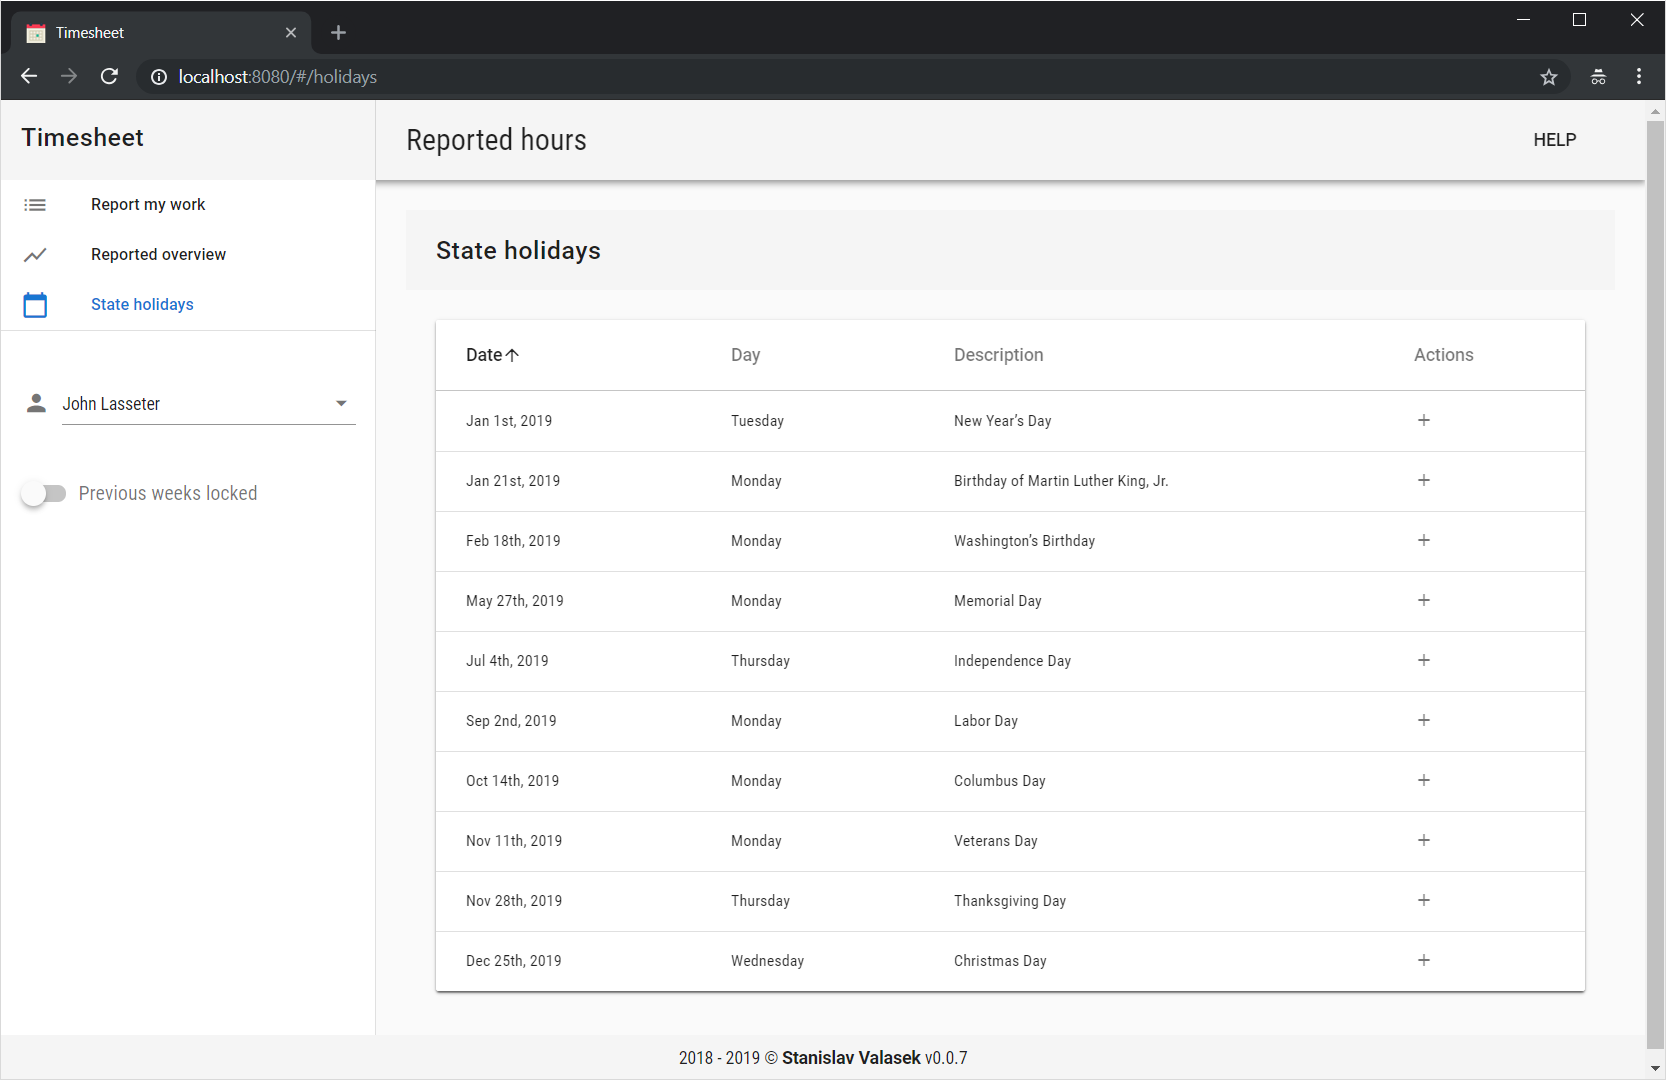 Timesheet
localhost:8080/#/holidays
Timesheet
Reported hours
HELP
Report my work
Reported overview
State holidays
John Lasseter
Previous weeks locked
State holidays
Date Day Description Actions
Jan 1st, 2019 Tuesday New Year’s Day
Jan 21st, 2019 Monday Birthday of Martin Luther King, Jr.
Feb 18th, 2019 Monday Washington’s Birthday
May 27th, 2019 Monday Memorial Day
Jul 4th, 2019 Thursday Independence Day
Sep 2nd, 2019 Monday Labor Day
Oct 14th, 2019 Monday Columbus Day
Nov 11th, 2019 Monday Veterans Day
Nov 28th, 2019 Thursday Thanksgiving Day
Dec 25th, 2019 Wednesday Christmas Day
2018 - 2019 © Stanislav Valasek v0.0.7